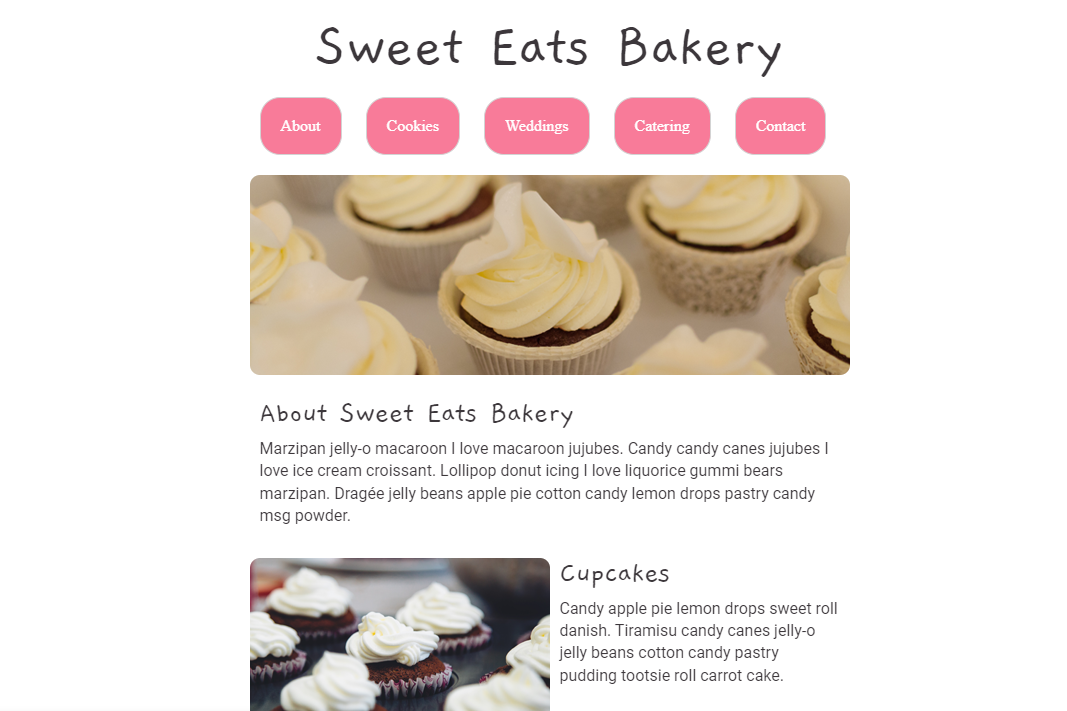 Sweet Eats Bakery
About Cookies Weddings Catering Contact
About Sweet Eats Bakery
Marzipan jelly-o macaroon I love macaroon jujubes. Candy candy canes jujubes I
love ice cream croissant. Lollipop donut icing I love liquorice gummi bears
marzipan. Dragée jelly beans apple pie cotton candy lemon drops pastry candy
msg powder.
Cupcakes
Candy apple pie lemon drops sweet roll
danish. Tiramisu candy canes jelly-o
jelly beans cotton candy pastry
pudding tootsie roll carrot cake.